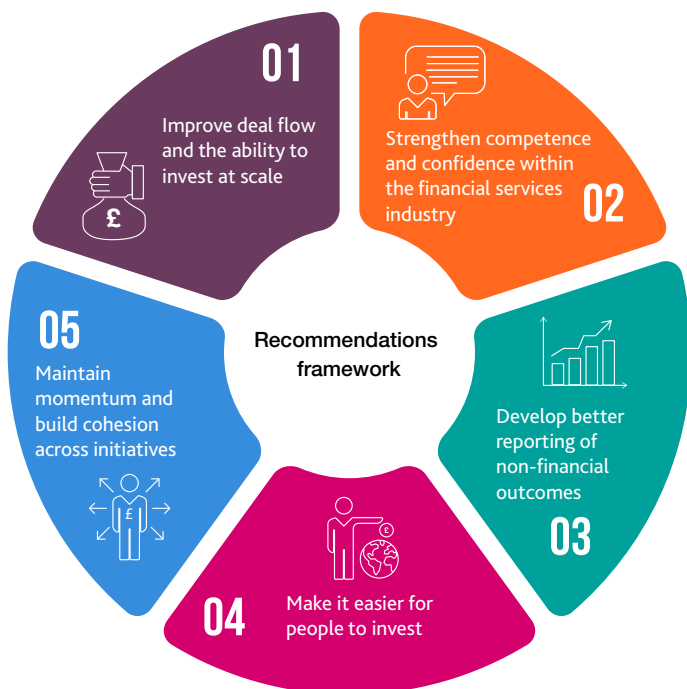 01
Improve deal flow
and the ability to
invest at scale
£
02
Strengthen competence
and confidence within
the financial services
industry
03
Develop better
reporting of
non-financial
outcomes
04
Make it easier for
people to invest
£
05
Maintain
momentum and
build cohesion
across initiatives
£
Recommendations
framework